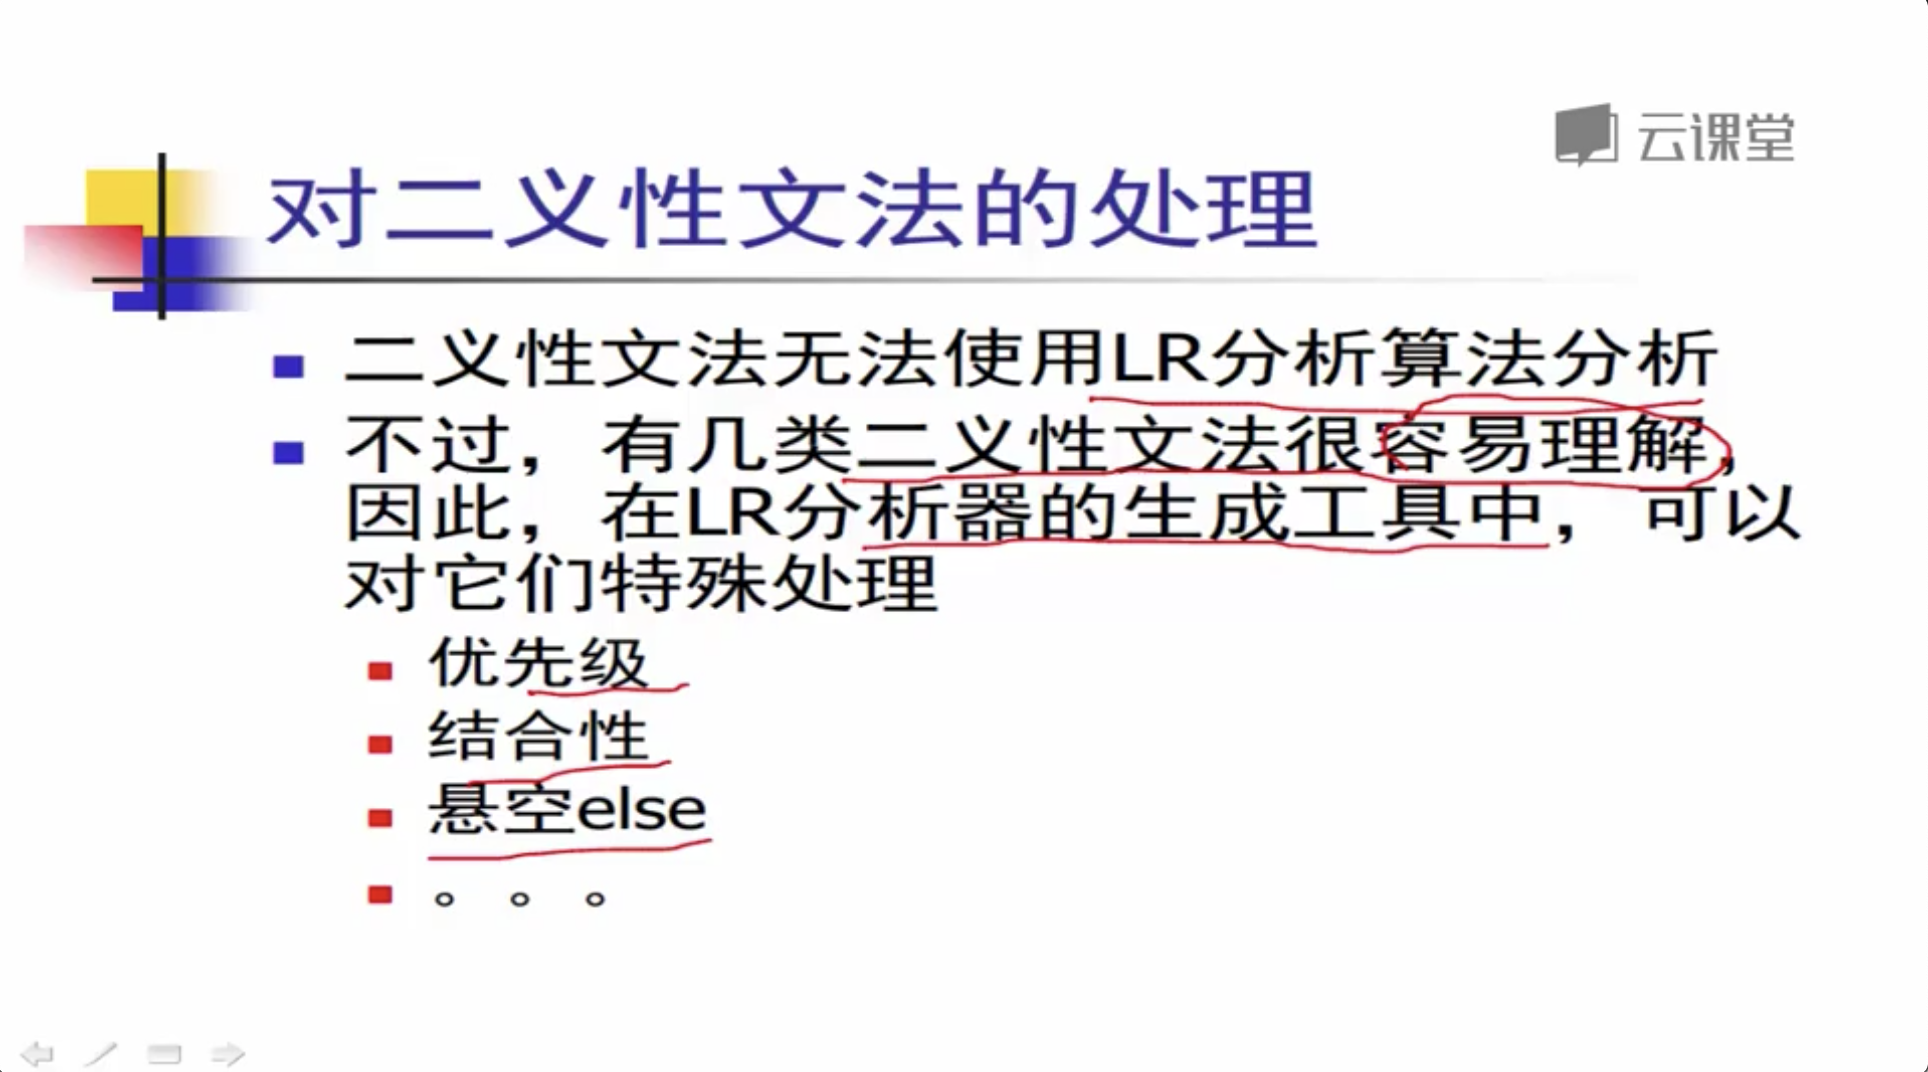 云课堂
对二义性文法的处理
二义性文法无法使用LR分析算法分析
不过，有几类二义性文法很容易理解，
因此，在LR分析器的生成工具中，可以
对它们特殊处理
优先级
结合性
悬空else
。。。